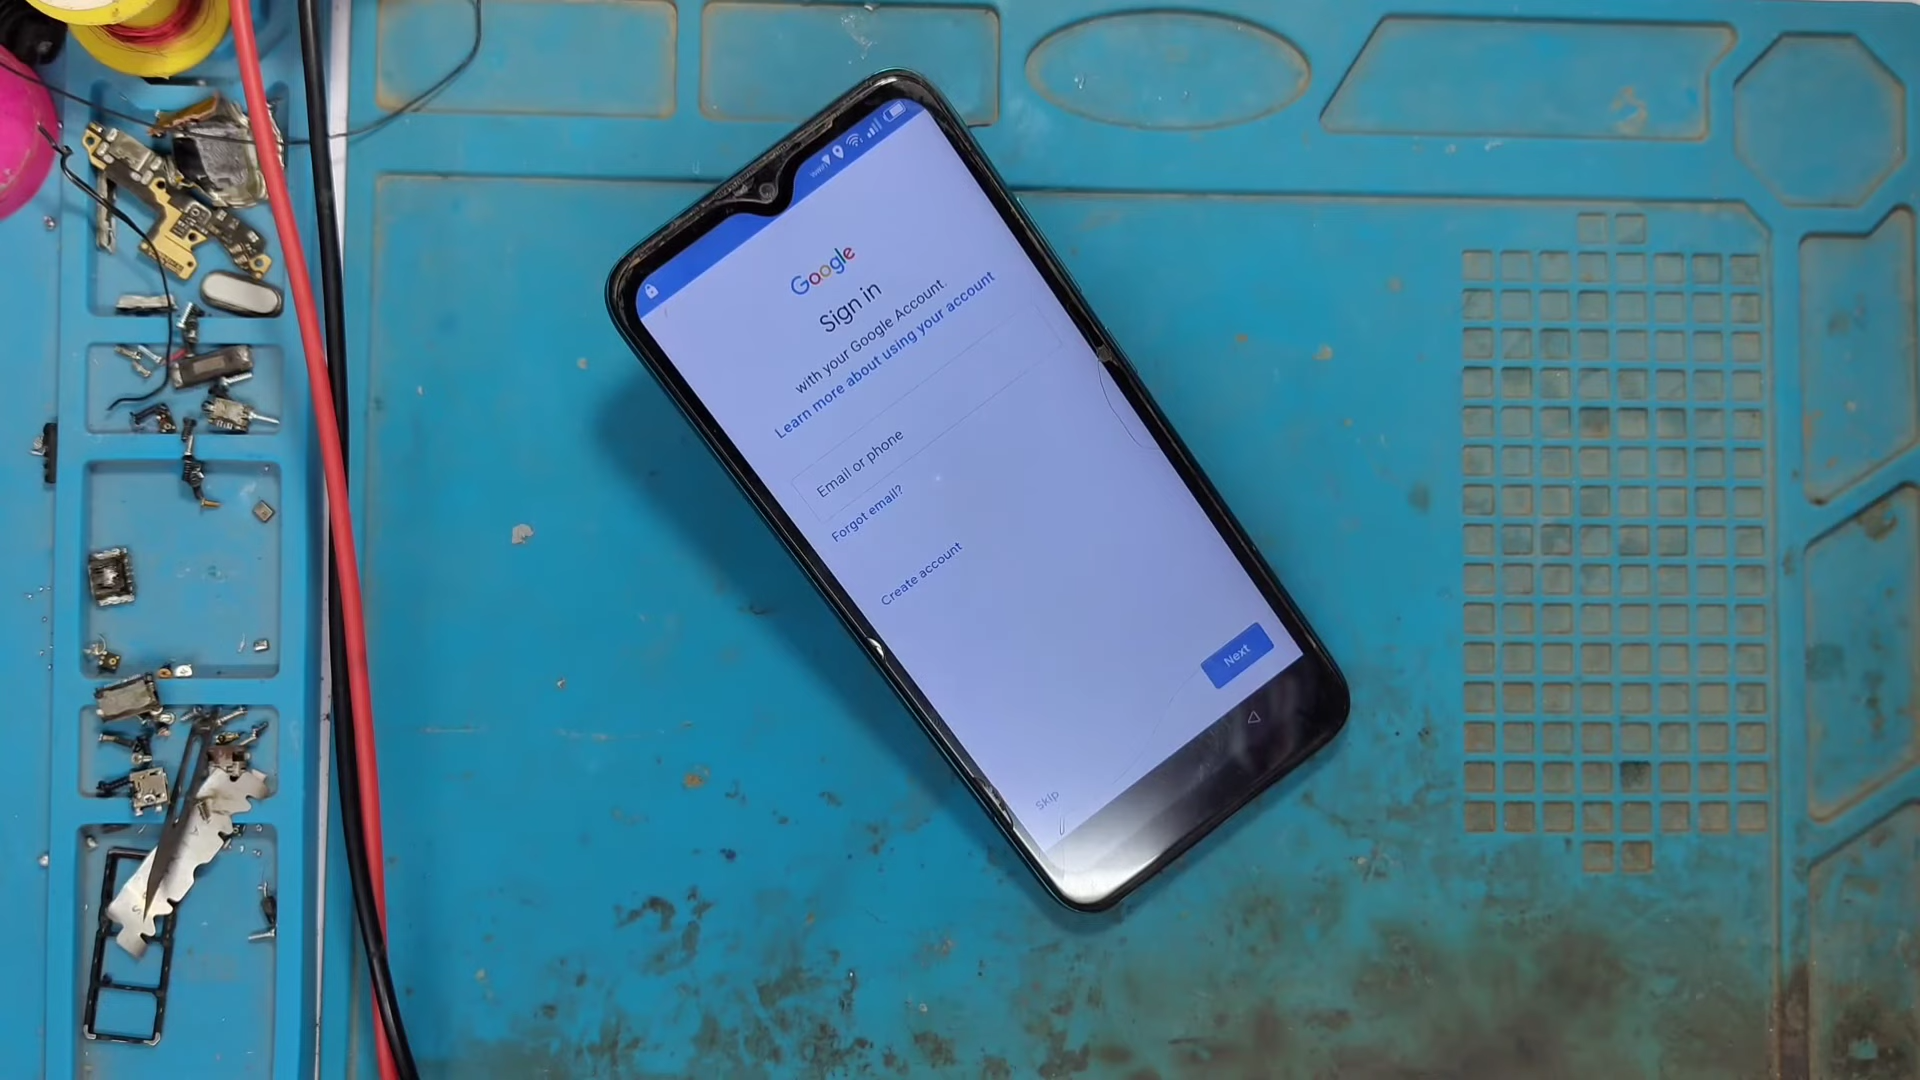 Google
Sign in
with your Google Account.
Learn more about using your account
Email or phone
Forgot email?
Create account
Next
Skip